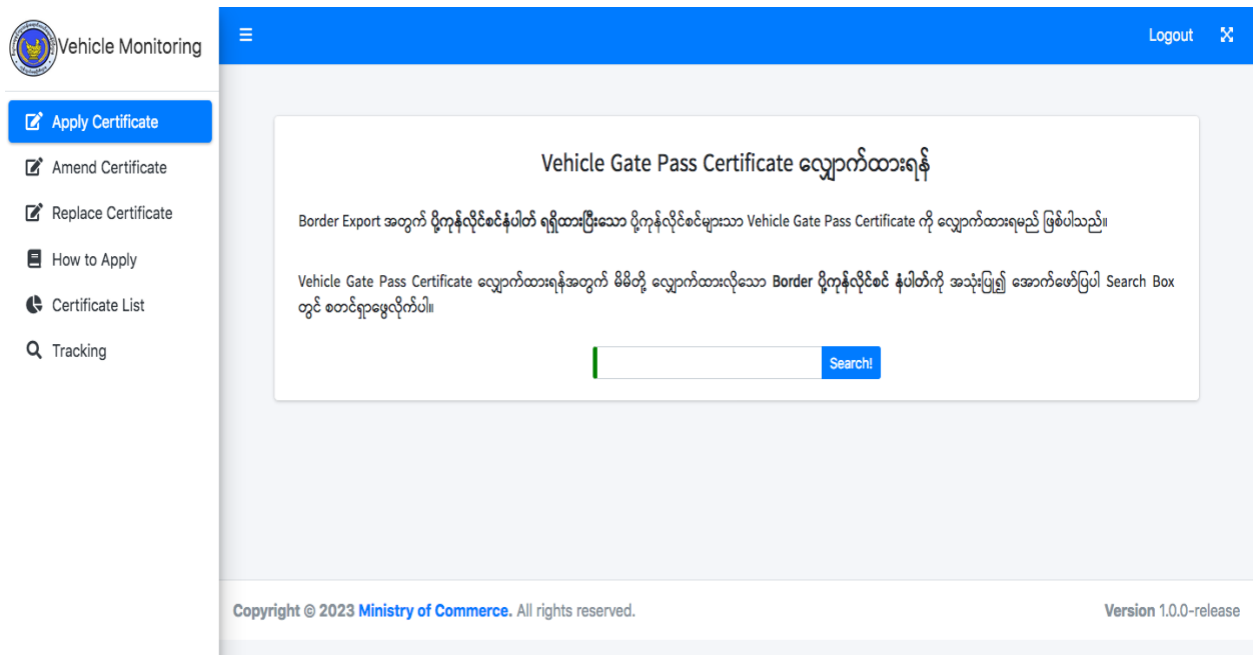 Vehicle Monitoring
Logout
Apply Certificate
Amend Certificate
Replace Certificate
How to Apply
Certificate List
Tracking
Vehicle Gate Pass Certificate လျှောက်ထားရန်
Border Export အတွက် ပို့ကုန်လိုင်စင်နံပါတ် ရရှိထားပြီးသော ပို့ကုန်လိုင်စင်များသာ Vehicle Gate Pass Certificate ကို လျှောက်ထားရမည် ဖြစ်ပါသည်။
Vehicle Gate Pass Certificate လျှောက်ထားရန်အတွက် မိမိတို့ လျှောက်ထားလိုသော Border ပို့ကုန်လိုင်စင် နံပါတ်ကို အသုံးပြု၍ အောက်ဖော်ပြပါ Search Box
တွင် စတင်ရှာဖွေလိုက်ပါ။
Search!
Copyright © 2023 Ministry of Commerce. All rights reserved.
Version 1.0.0-release